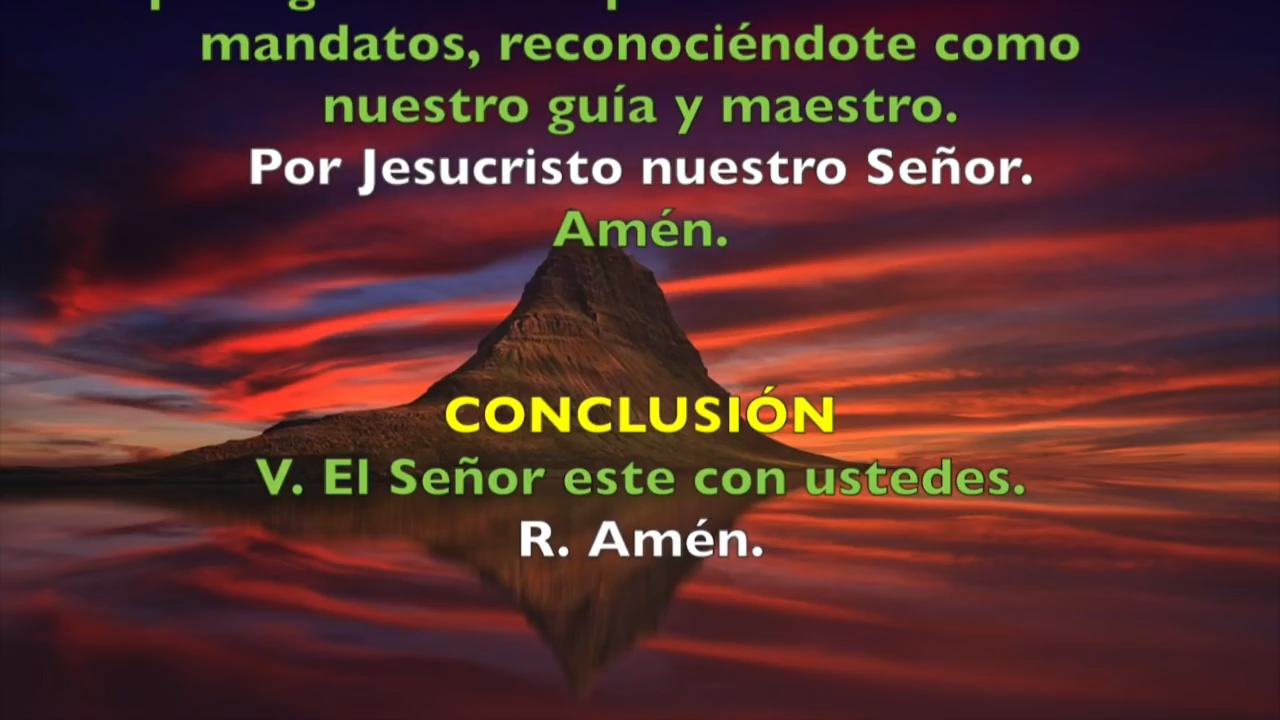 mandatos, reconociéndote como
nuestro guía y maestro.
Por Jesucristo nuestro Señor.
Amén.
CONCLUSIÓN
V. El Señor este con ustedes.
R. Amén.